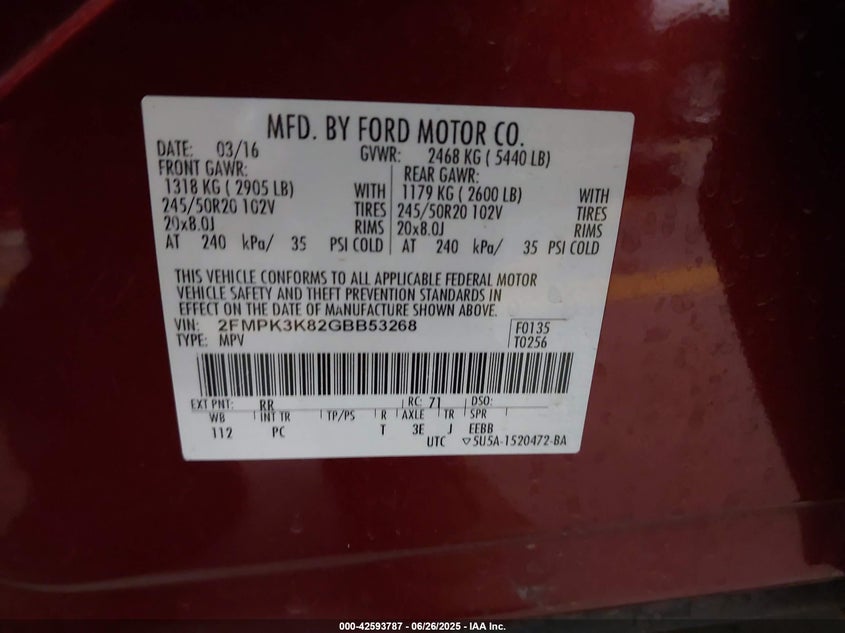 MFD. BY FORD MOTOR CO.
DATE: 03/16 GVWR: 2468 KG ( 5440 LB)
FRONT GAWR: REAR GAWR:
1318 KG ( 2905 LB) WITH 1179 KG ( 2600 LB) WITH
245/50R20 102V TIRES 245/50R20 102V TIRES
20x8.0J RIMS 20x8.0J RIMS
AT 240 kPa/ 35 PSI COLD AT 240 kPa/ 35 PSI COLD
THIS VEHICLE CONFORMS TO ALL APPLICABLE FEDERAL MOTOR
VEHICLE SAFETY AND THEFT PREVENTION STANDARDS IN
EFFECT ON THE DATE OF MANUFACTURE SHOWN ABOVE.
VIN: 2FMPK3K82GBB53268 F0135
TYPE: MPV T0256
EXT PNT: RR RC: 71 DSO:
WB INT TR TP/PS R AXLE TR SPR
112 PC T 3E J EEBB
UTC ▽5U5A-1520472-BA
000-42593787 - 06/26/2025 - IAA Inc.